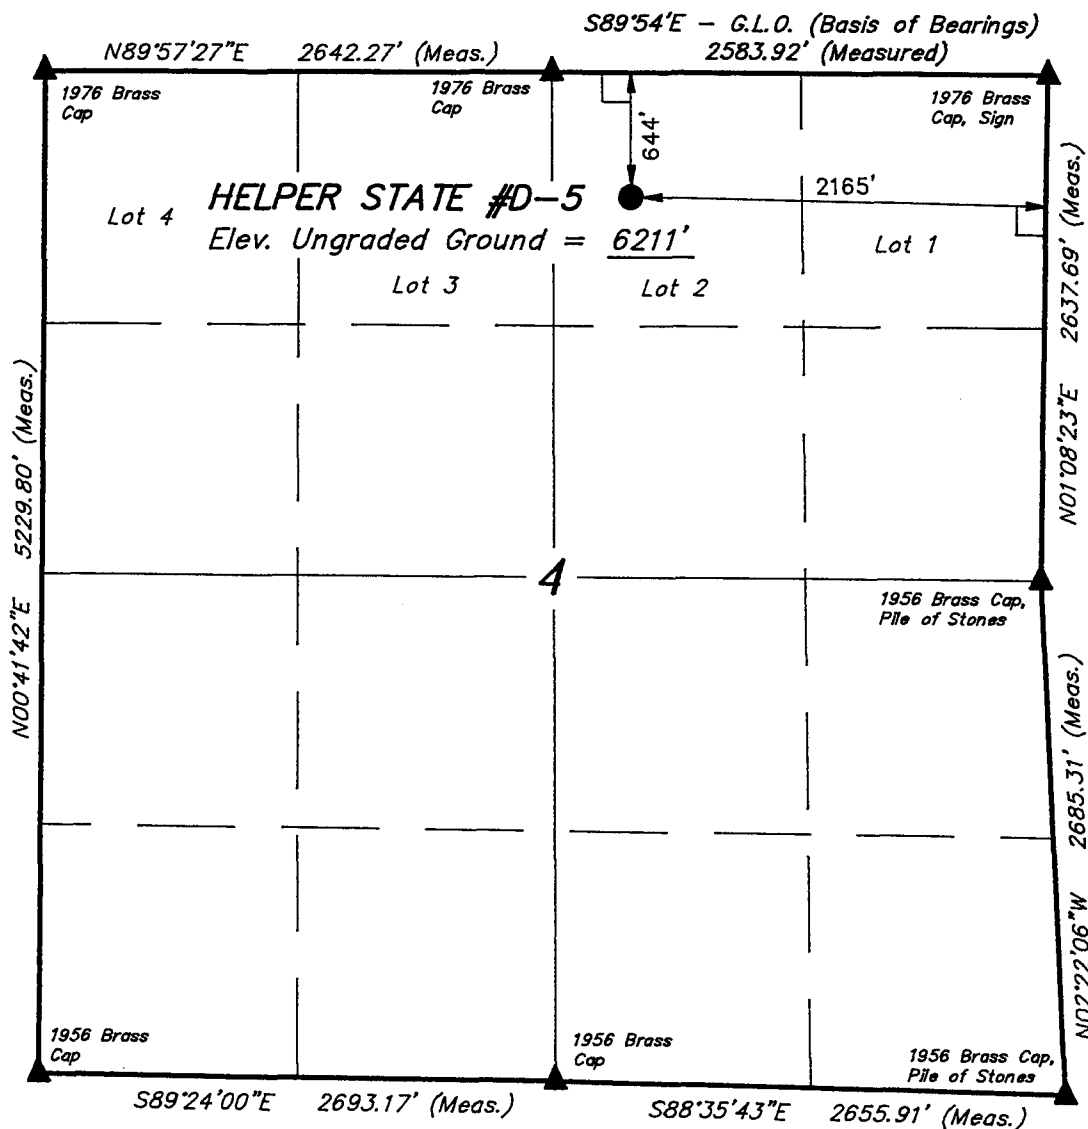 S89°54'E - G.L.O. (Basis of Bearings)
N89°57'27"E 2642.27' (Meas.)
2583.92' (Measured)
1976 Brass
Cap
1976 Brass
Cap
1976 Brass
Cap, Sign
644'
2165'
HELPER STATE #D-5
Elev. Ungraded Ground = 6211'
Lot 4
Lot 3
Lot 2
Lot 1
N01°08'23"E 2637.69' (Meas.)
N00°41'42"E 5229.80' (Meas.)
4
1956 Brass Cap,
Pile of Stones
N02°22'06"W 2685.31' (Meas.)
1956 Brass
Cap
1956 Brass
Cap
1956 Brass Cap,
Pile of Stones
S89°24'00"E 2693.17' (Meas.)
S88°35'43"E 2655.91' (Meas.)